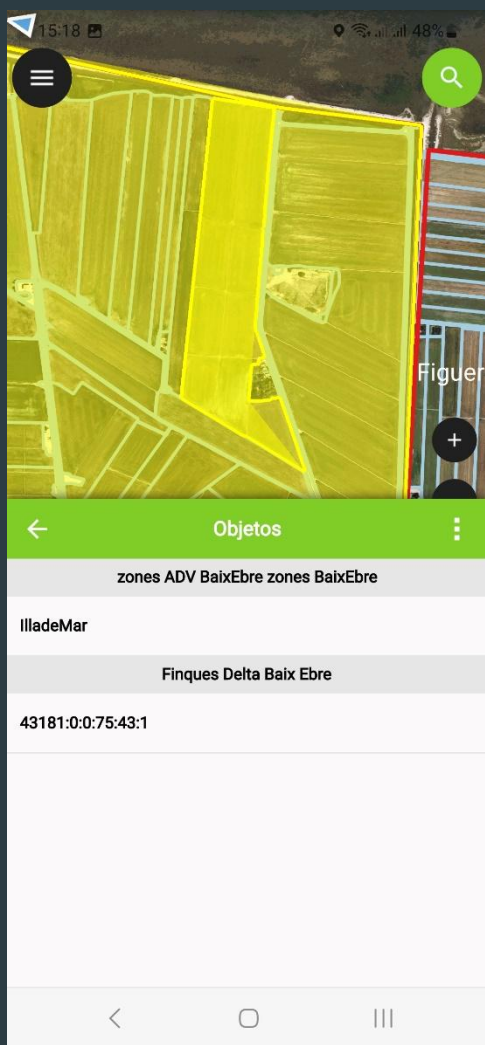 15:18 48%
Figuer
+
Objetos
zones ADV BaixEbre zones BaixEbre
IlladeMar
Finques Delta Baix Ebre
43181:0:0:75:43:1